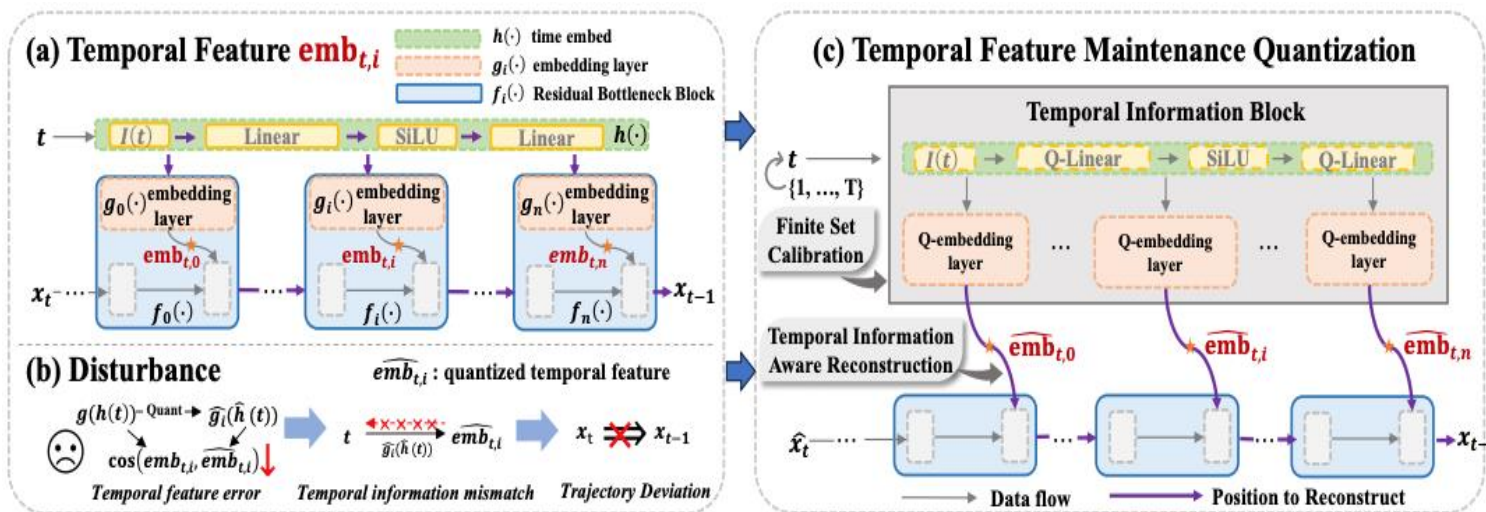 (a) Temporal Feature emb_{t,i}
h(·) time embed
g_i(·) embedding layer
f_i(·) Residual Bottleneck Block
t
I(t)
Linear
SiLU
Linear
h(·)
g_0(·) embedding layer
g_i(·) embedding layer
g_n(·) embedding layer
emb_{t,0}
emb_{t,i}
emb_{t,n}
x_t
...
...
...
x_{t-1}
f_0(·)
f_i(·)
f_n(·)
(b) Disturbance
\widehat{emb}_{t,i} : quantized temporal feature
g(h(t)) - Quant → \widehat{g_i}(\hat{h}(t))
cos(emb_{t,i}, \widehat{emb}_{t,i})
Temporal feature error
t
\widehat{emb}_{t,i}
\widehat{g_i}(\hat{h}(t))
Temporal information mismatch
x_t
x_{t-1}
Trajectory Deviation
(c) Temporal Feature Maintenance Quantization
Temporal Information Block
t
{1, ..., T}
I(t)
Q-Linear
SiLU
Q-Linear
Finite Set
Calibration
Q-embedding
layer
...
Q-embedding
layer
...
Q-embedding
layer
Temporal Information
Aware Reconstruction
\widehat{emb}_{t,0}
\widehat{emb}_{t,i}
\widehat{emb}_{t,n}
\hat{x}_t
...
...
...
x_{t-
Data flow
Position to Reconstruct